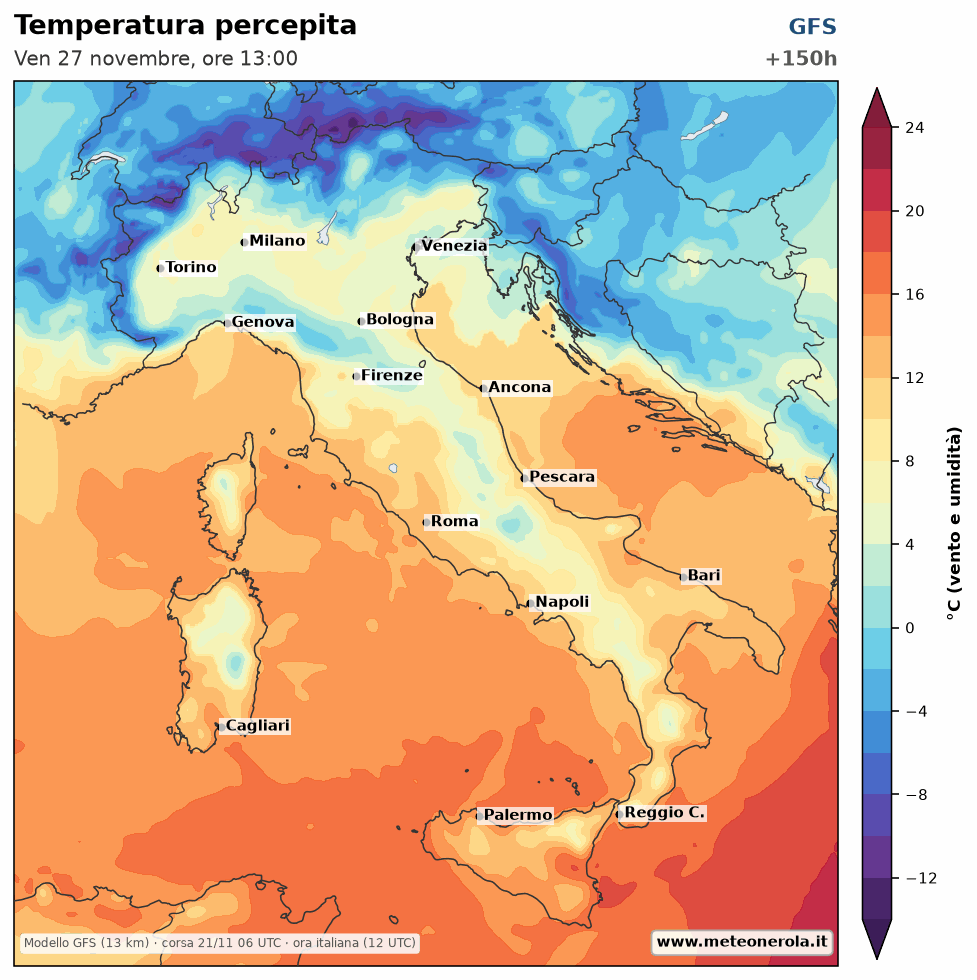 Temperatura percepita
GFS
Ven 27 novembre, ore 13:00
+150h
Milano
Venezia
Torino
Genova
Bologna
Firenze
Ancona
Pescara
Roma
Bari
Napoli
Cagliari
Palermo
Reggio C.
24
20
16
12
8
4
0
−4
−8
−12
°C (vento e umidità)
Modello GFS (13 km) · corsa 21/11 06 UTC · ora italiana (12 UTC)
www.meteonerola.it